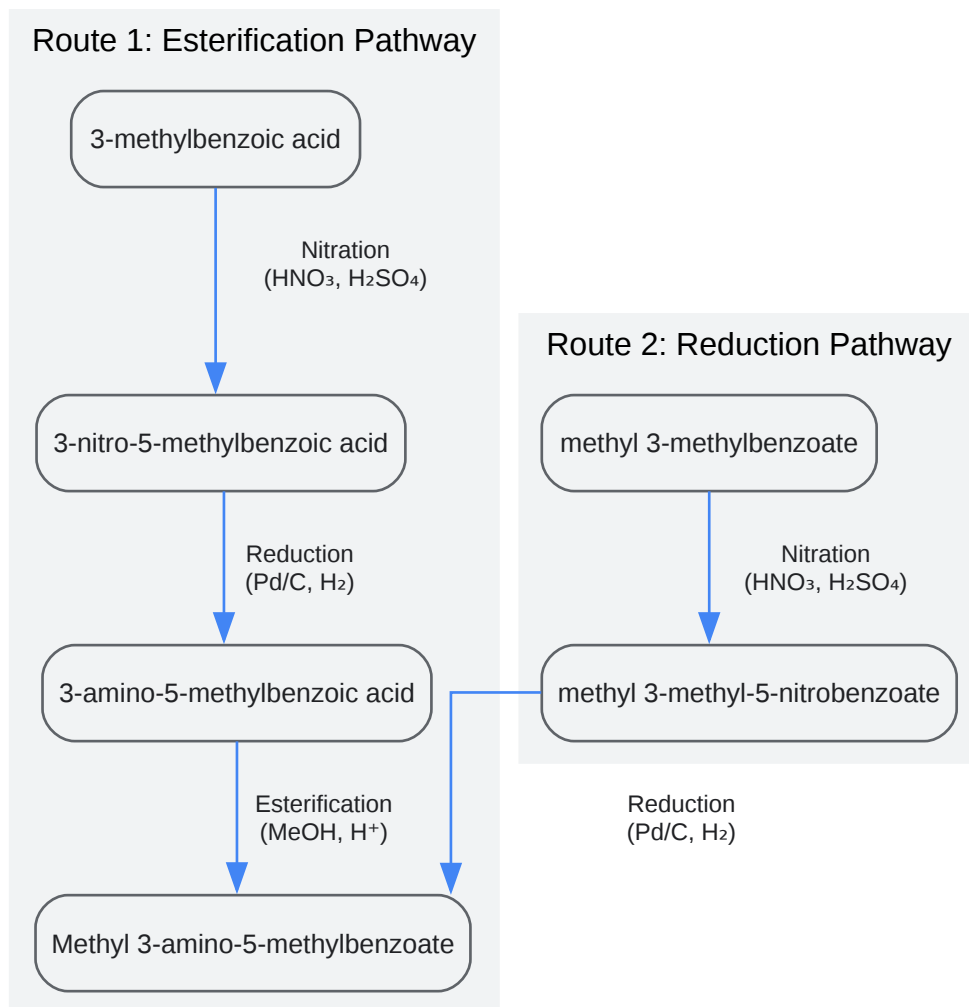 Route 1: Esterification Pathway
3-methylbenzoic acid
Nitration
(HNO₃, H₂SO₄)
3-nitro-5-methylbenzoic acid
Reduction
(Pd/C, H₂)
3-amino-5-methylbenzoic acid
Esterification
(MeOH, H⁺)
Methyl 3-amino-5-methylbenzoate
Route 2: Reduction Pathway
methyl 3-methylbenzoate
Nitration
(HNO₃, H₂SO₄)
methyl 3-methyl-5-nitrobenzoate
Reduction
(Pd/C, H₂)